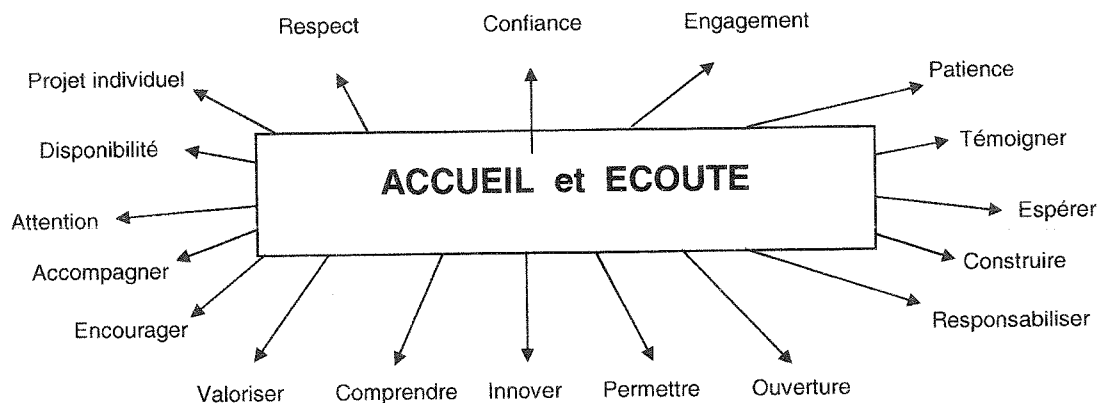 Respect
Confiance
Engagement
Projet individuel
Patience
Disponibilité
Témoigner
ACCUEIL et ECOUTE
Attention
Espérer
Accompagner
Construire
Encourager
Responsabiliser
Valoriser
Comprendre
Innover
Permettre
Ouverture